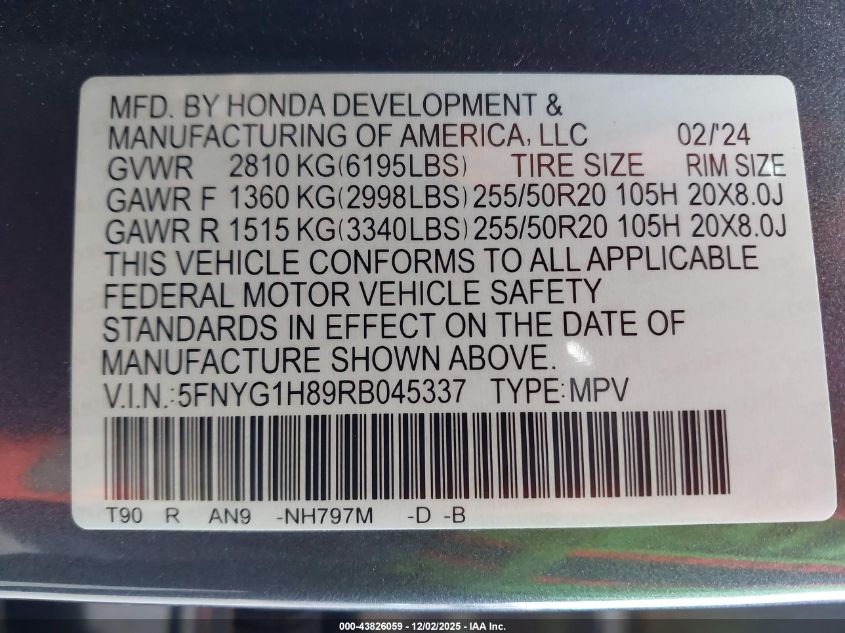 MFD. BY HONDA DEVELOPMENT &
MANUFACTURING OF AMERICA, LLC 02/'24
GVWR 2810 KG(6195LBS) TIRE SIZE RIM SIZE
GAWR F 1360 KG(2998LBS) 255/50R20 105H 20X8.0J
GAWR R 1515 KG(3340LBS) 255/50R20 105H 20X8.0J
THIS VEHICLE CONFORMS TO ALL APPLICABLE
FEDERAL MOTOR VEHICLE SAFETY
STANDARDS IN EFFECT ON THE DATE OF
MANUFACTURE SHOWN ABOVE.
V.I.N.:5FNYG1H89RB045337 TYPE:MPV
T90 R AN9 -NH797M -D -B
000-43826059 - 12/02/2025 - IAA Inc.